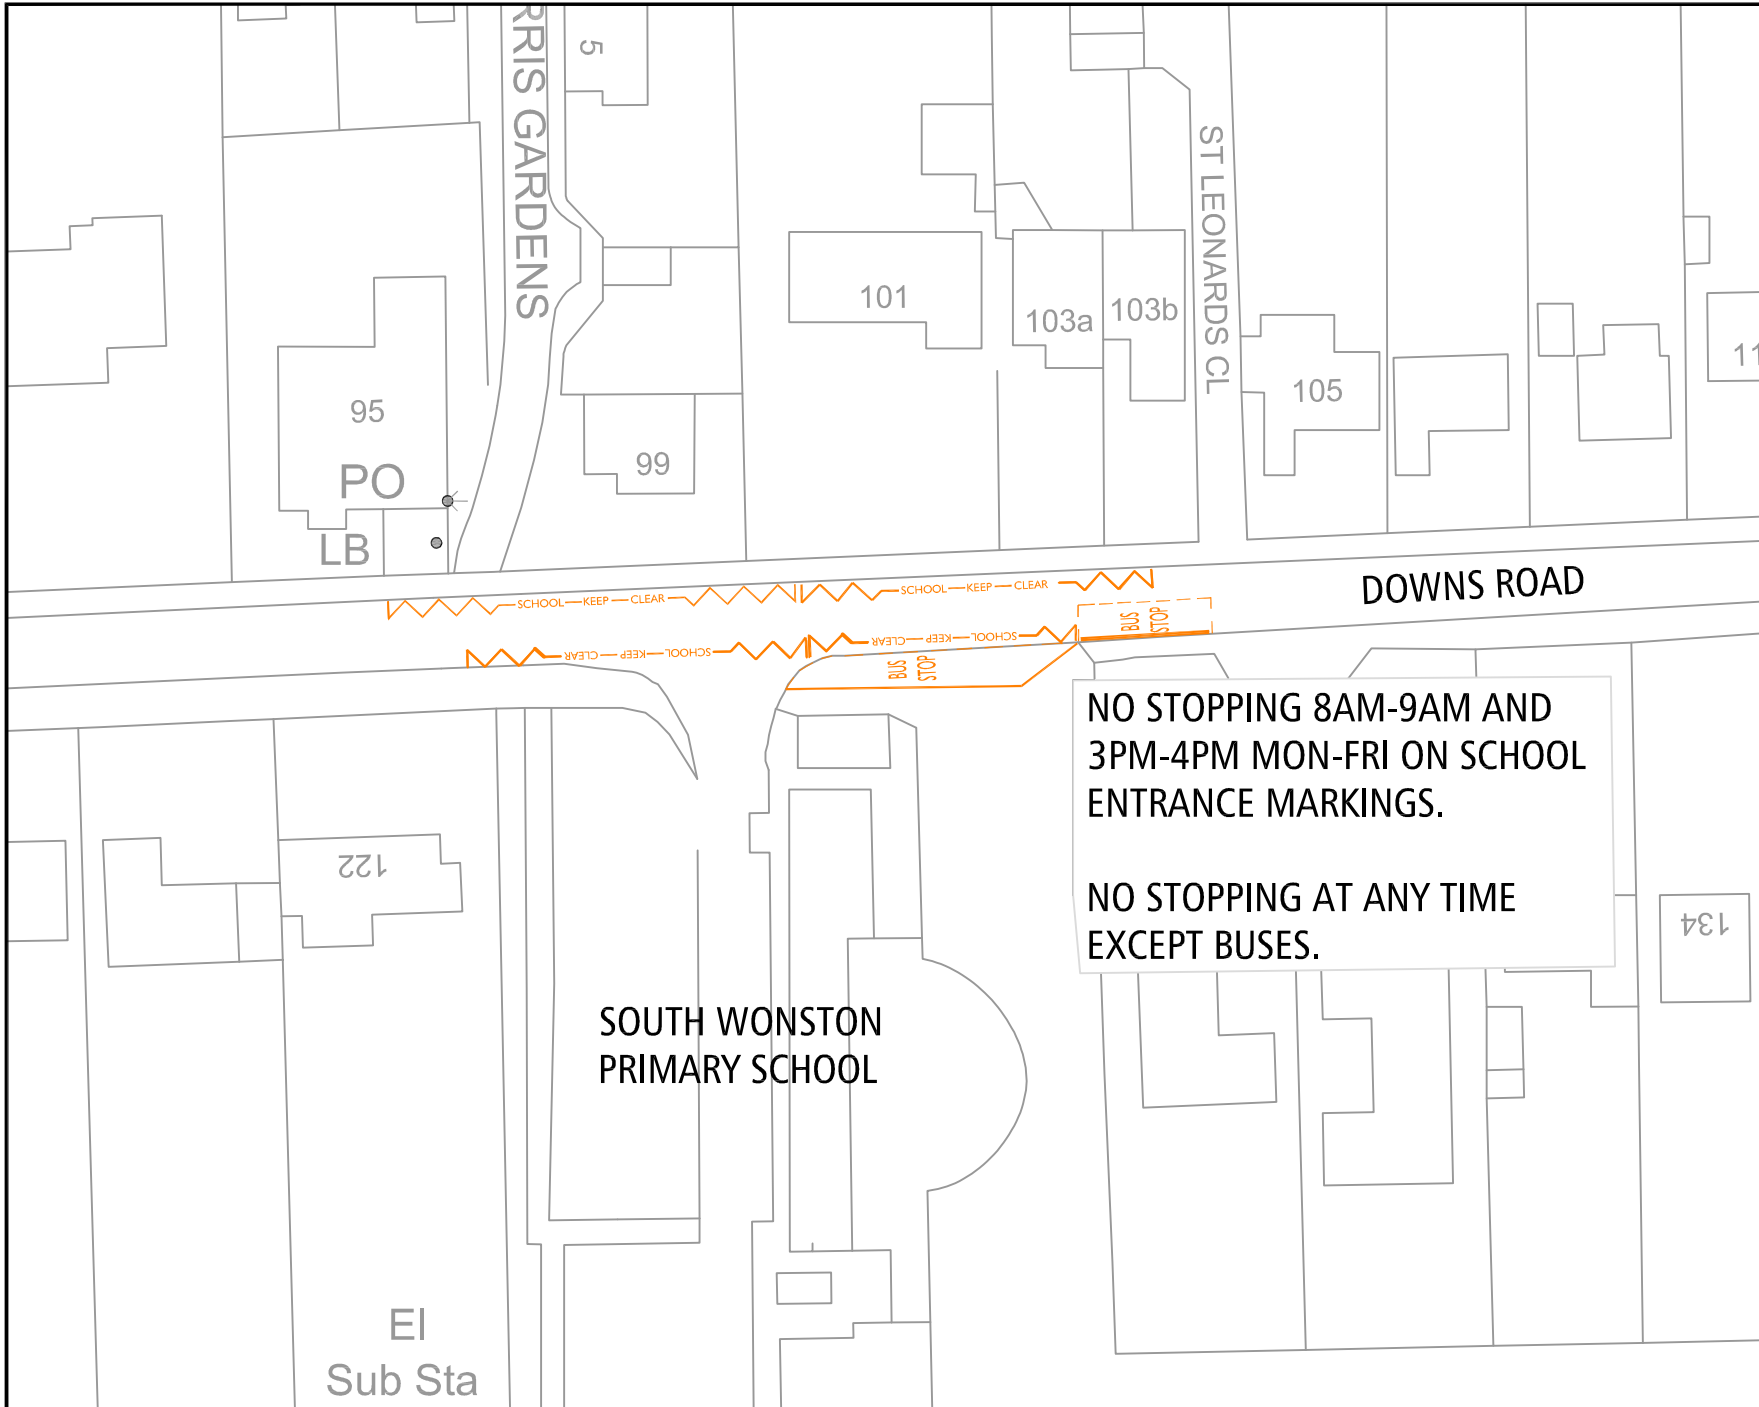 RRIS GARDENS
5
ST LEONARDS CL
101
103a
103b
105
11
95
99
PO
LB
DOWNS ROAD
SCHOOL KEEP CLEAR
SCHOOL KEEP CLEAR
SCHOOL KEEP CLEAR
SCHOOL KEEP CLEAR
BUS
STOP
BUS
STOP
NO STOPPING 8AM-9AM AND
3PM-4PM MON-FRI ON SCHOOL
ENTRANCE MARKINGS.
NO STOPPING AT ANY TIME
EXCEPT BUSES.
122
134
SOUTH WONSTON
PRIMARY SCHOOL
El
Sub Sta